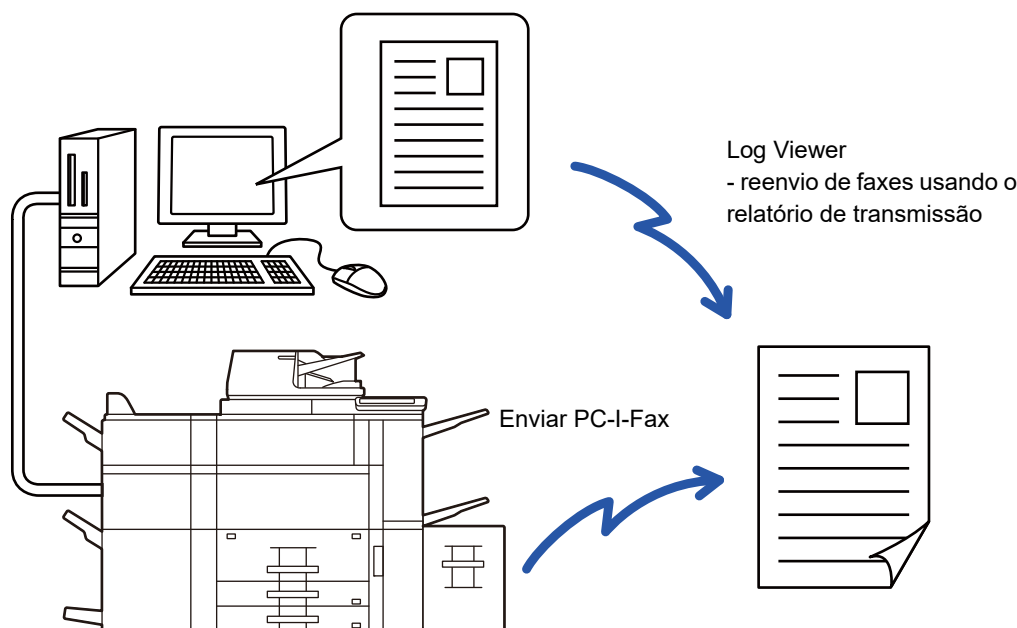 Log Viewer
- reenvio de faxes usando o
relatório de transmissão
Enviar PC-I-Fax